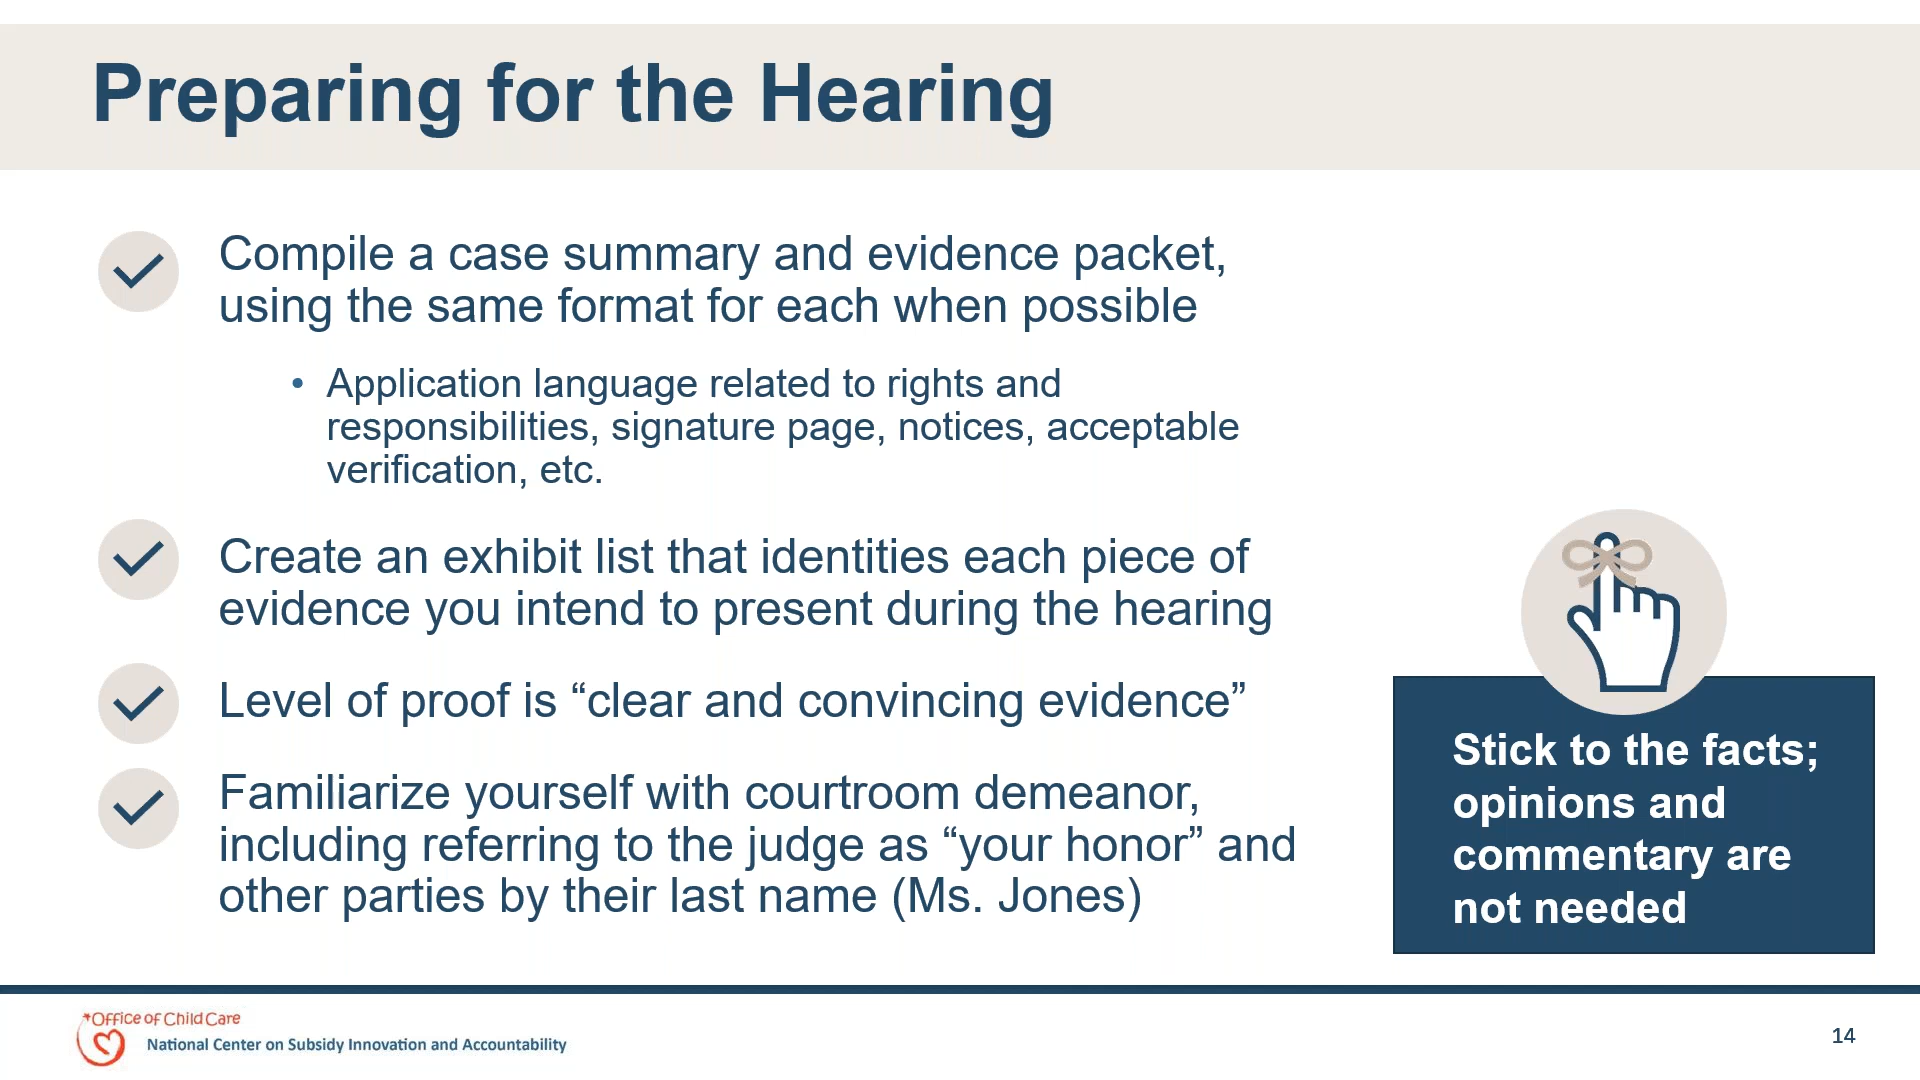 Preparing for the Hearing
Compile a case summary and evidence packet,
using the same format for each when possible
• Application language related to rights and
responsibilities, signature page, notices, acceptable
verification, etc.
Create an exhibit list that identities each piece of
evidence you intend to present during the hearing
Level of proof is “clear and convincing evidence”
Familiarize yourself with courtroom demeanor,
including referring to the judge as “your honor” and
other parties by their last name (Ms. Jones)
Stick to the facts;
opinions and
commentary are
not needed
Office of Child Care
National Center on Subsidy Innovation and Accountability
14